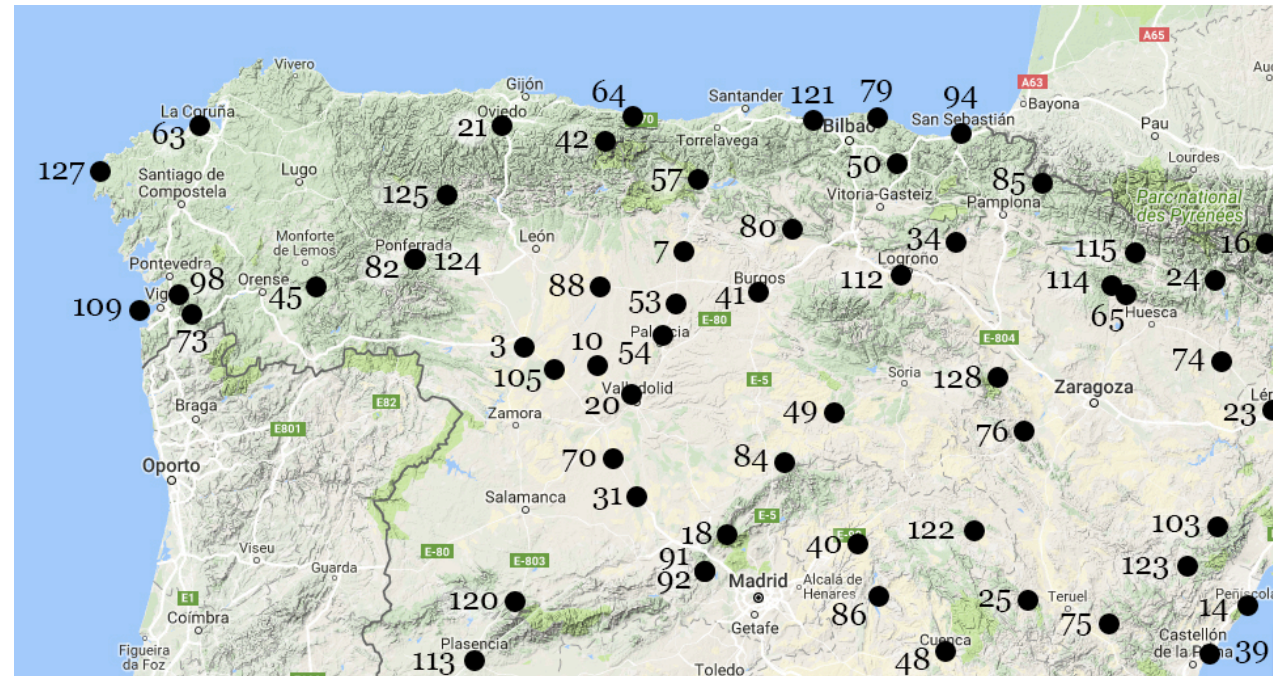 A65
Vivero
Auc
Gijón
A63
La Coruña
64
Santander
121
79
94
Bayona
63
21
Oviedo
70
Torrelavega
Bilbao
San Sebastián
Pau
42
127
Santiago de
Compostela
Lugo
57
50
85
Lourdes
125
Vitoria-Gasteiz
Pamplona
Parc national
des Pyrénées
Monforte
de Lemos
Ponferrada
León
80
34
115
16
82
124
7
Logroño
Pontevedra
98
Orense
45
88
Burgos
41
112
114
24
Vigo
109
73
53
E-80
65
Huesca
3
10
Palencia
54
E-804
105
Valladolid
E-5
Soria
128
74
Braga
E82
20
Zaragoza
Lér
23
E801
Zamora
49
76
Oporto
70
84
Salamanca
31
18
E-5
122
103
Viseu
E-80
40
91
92
Guarda
E-803
Madrid
Alcalá de
Henares
123
E1
120
86
25
Teruel
Peñíscola
14
Coímbra
Getafe
75
Figueira
da Foz
Plasencia
113
Cuenca
48
Castellón
de la Plana
39
Toledo